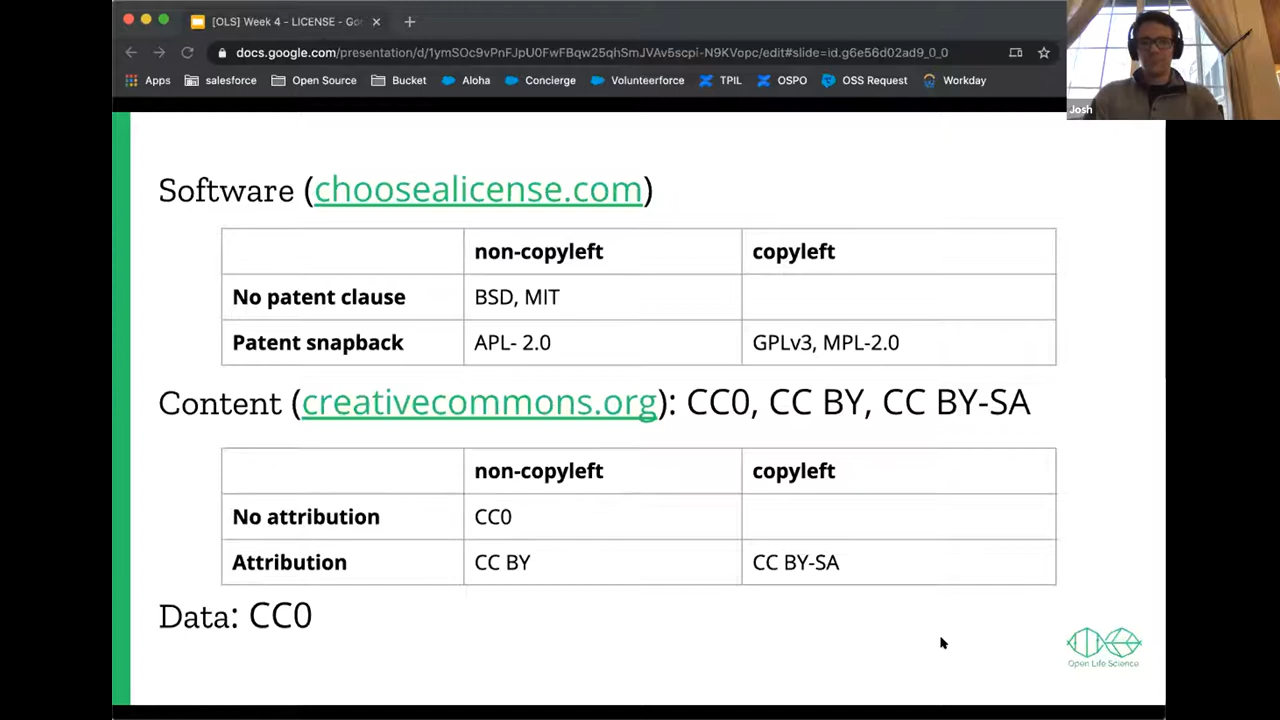 [OLS] Week 4 - LICENSE - Go
docs.google.com/presentation/d/1ymS0C9vPnFJpU0FwFBqw25qhSmJVAv5scpi-N9KVopc/edit#slide=id.g6e56d02ad9_0_0
Apps salesforce Open Source Bucket Aloha Concierge Volunteerforce TPIL OSPO OSS Request Workday
Josh
Software (choosealicense.com)
non-copyleft copyleft
No patent clause BSD, MIT
Patent snapback APL- 2.0 GPLv3, MPL-2.0
Content (creativecommons.org): CC0, CC BY, CC BY-SA
non-copyleft copyleft
No attribution CC0
Attribution CC BY CC BY-SA
Data: CC0
Open Life Science